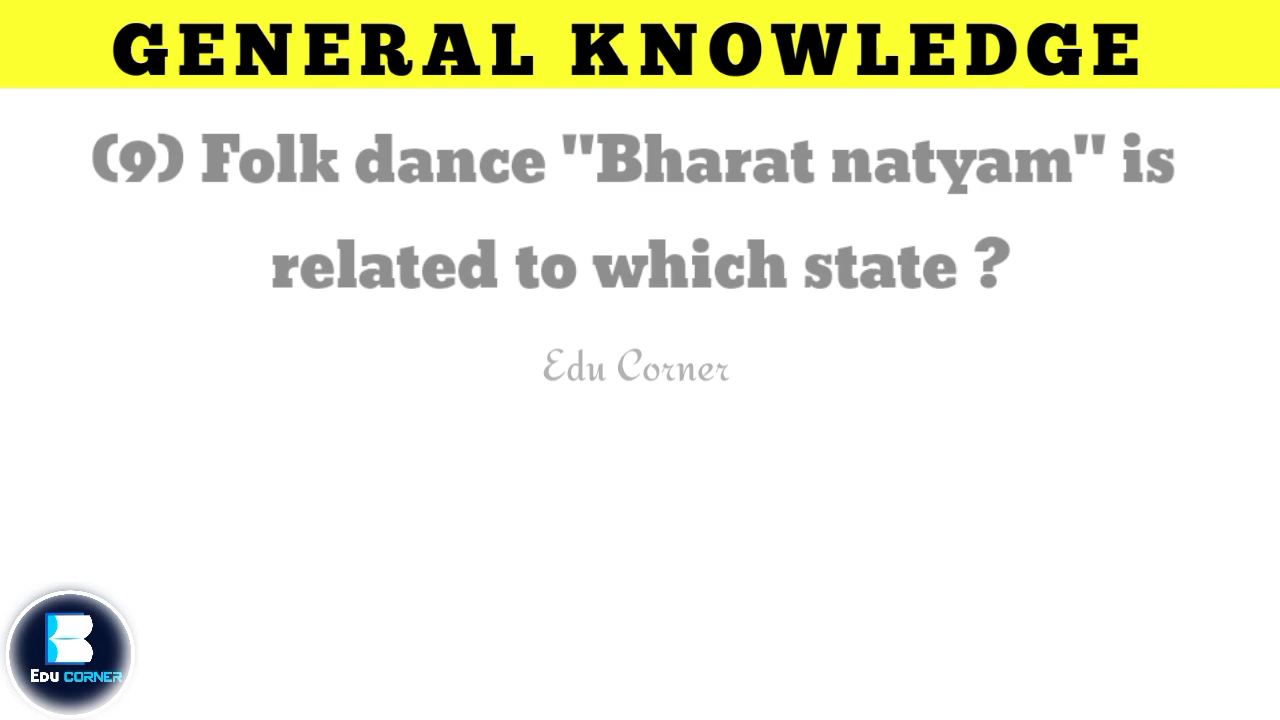 GENERAL KNOWLEDGE
(9) Folk dance "Bharat natyam" is
related to which state ?
Edu Corner
EDU CORNER